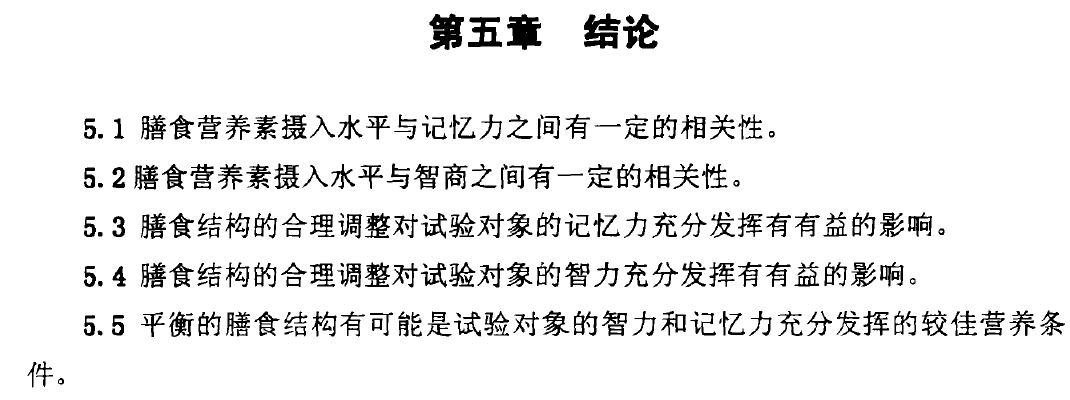 第五章 结论
5.1 膳食营养素摄入水平与记忆力之间有一定的相关性。
5.2膳食营养素摄入水平与智商之间有一定的相关性。
5.3 膳食结构的合理调整对试验对象的记忆力充分发挥有有益的影响。
5.4 膳食结构的合理调整对试验对象的智力充分发挥有有益的影响。
5.5 平衡的膳食结构有可能是试验对象的智力和记忆力充分发挥的较佳营养条
件。